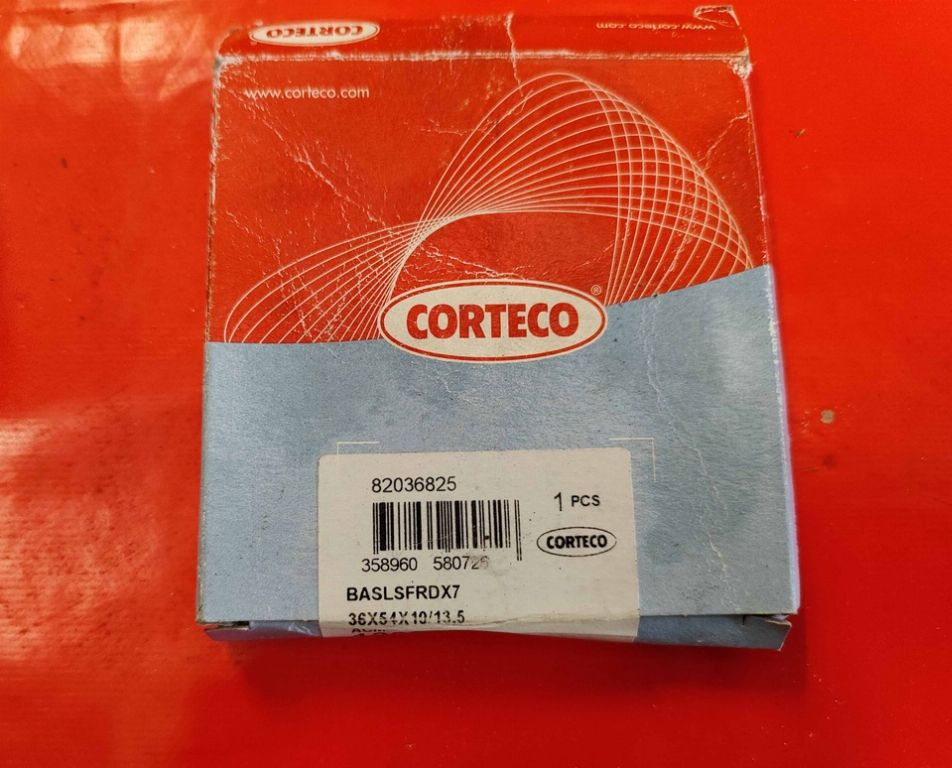 CORTECO
www.corteco.com
www.corteco.com
CORTECO ®
82036825
1 PCS
358960 580726
CORTECO
BASLSFRDX7
36X54X10/13.5